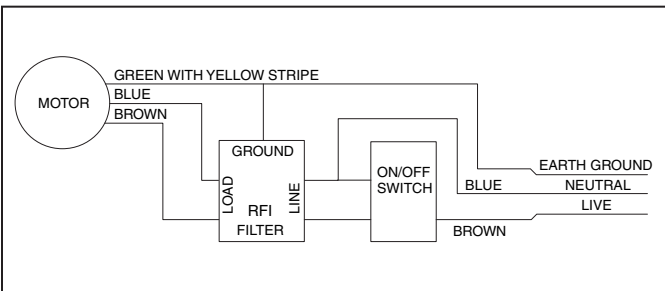 GREEN WITH YELLOW STRIPE
MOTOR
BLUE
BROWN
GROUND
LOAD
RFI
FILTER
LINE
ON/OFF
SWITCH
BLUE
BROWN
EARTH GROUND
NEUTRAL
LIVE